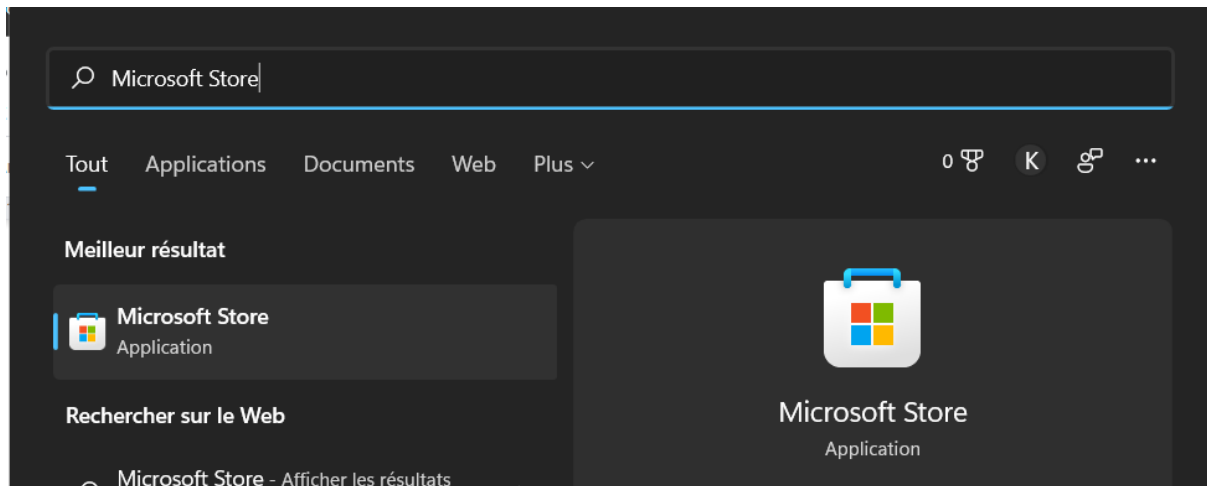 Microsoft Store
Tout Applications Documents Web Plus 0 K ...
Meilleur résultat
Microsoft Store
Application
Rechercher sur le Web
Microsoft Store - Afficher les résultats
Microsoft Store
Application